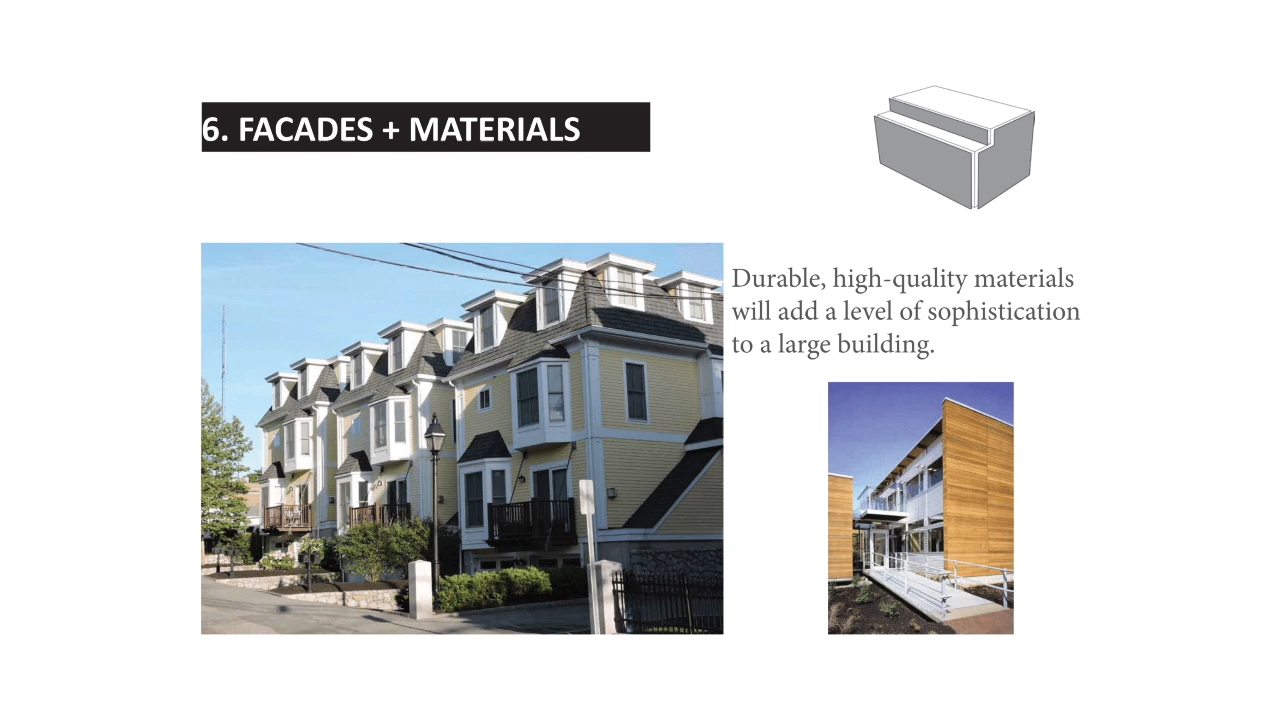 6. FACADES + MATERIALS
Durable, high-quality materials
will add a level of sophistication
to a large building.